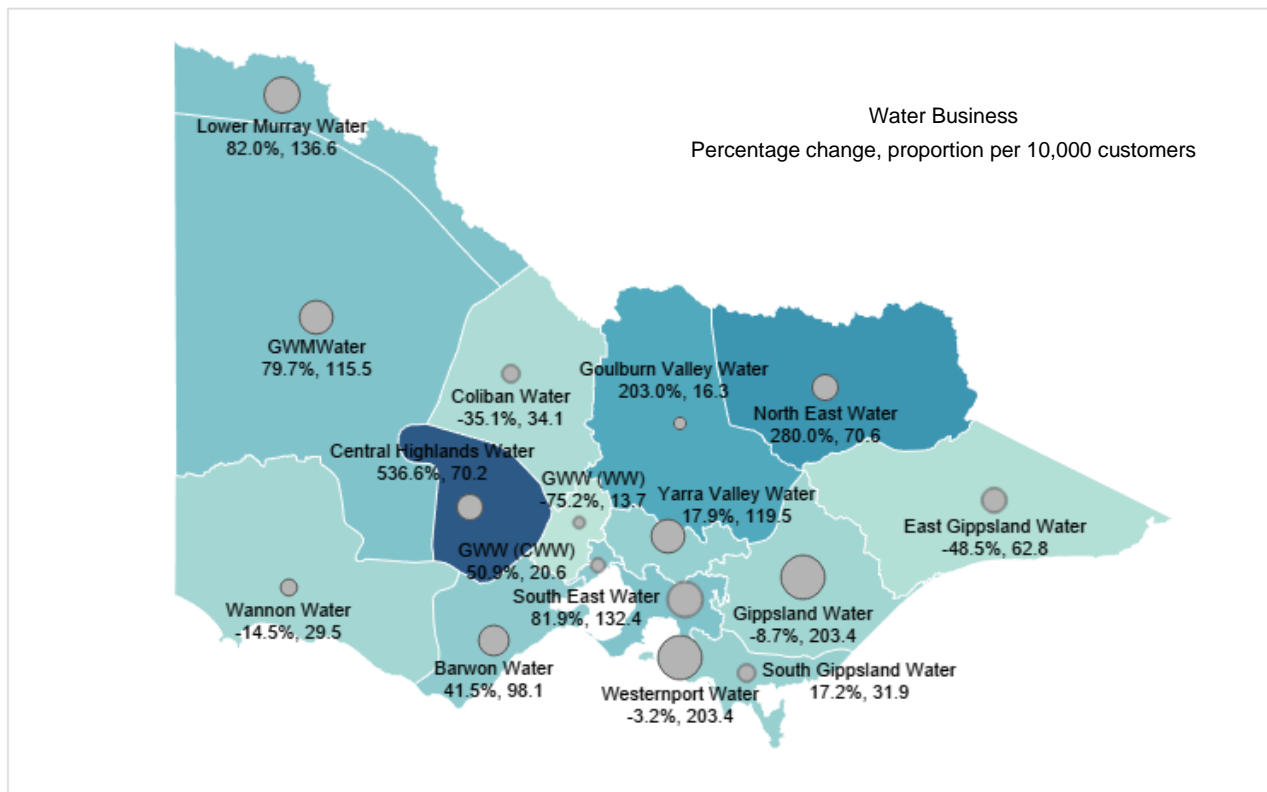 Water Business
Percentage change, proportion per 10,000 customers
Lower Murray Water
82.0%, 136.6
GWMWater
79.7%, 115.5
Coliban Water
-35.1%, 34.1
Goulburn Valley Water
203.0%, 16.3
North East Water
280.0%, 70.6
Central Highlands Water
536.6%, 70.2
GWW (WW)
-75.2%, 13.7
Yarra Valley Water
17.9%, 119.5
East Gippsland Water
-48.5%, 62.8
GWW (CWW)
50.9%, 20.6
South East Water
81.9%, 132.4
Wannon Water
-14.5%, 29.5
Gippsland Water
-8.7%, 203.4
Barwon Water
41.5%, 98.1
Westernport Water
-3.2%, 203.4
South Gippsland Water
17.2%, 31.9